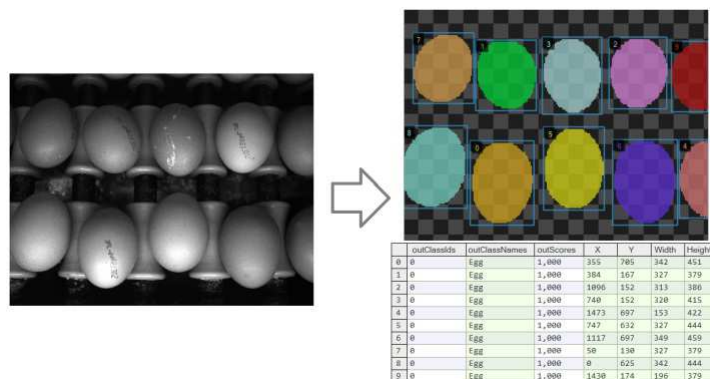 7
1
3
2
9
8
0
5
6
4
outClassIds outClassNames outScores X Y Width Height
0 0 Egg 1,000 355 705 342 451
1 0 Egg 1,000 384 167 327 379
2 0 Egg 1,000 1096 152 313 386
3 0 Egg 1,000 740 152 320 415
4 0 Egg 1,000 1473 697 153 422
5 0 Egg 1,000 747 632 327 444
6 0 Egg 1,000 1117 697 349 459
7 0 Egg 1,000 50 130 327 379
8 0 Egg 1,000 0 625 342 444
9 0 Egg 1,000 1430 174 196 379